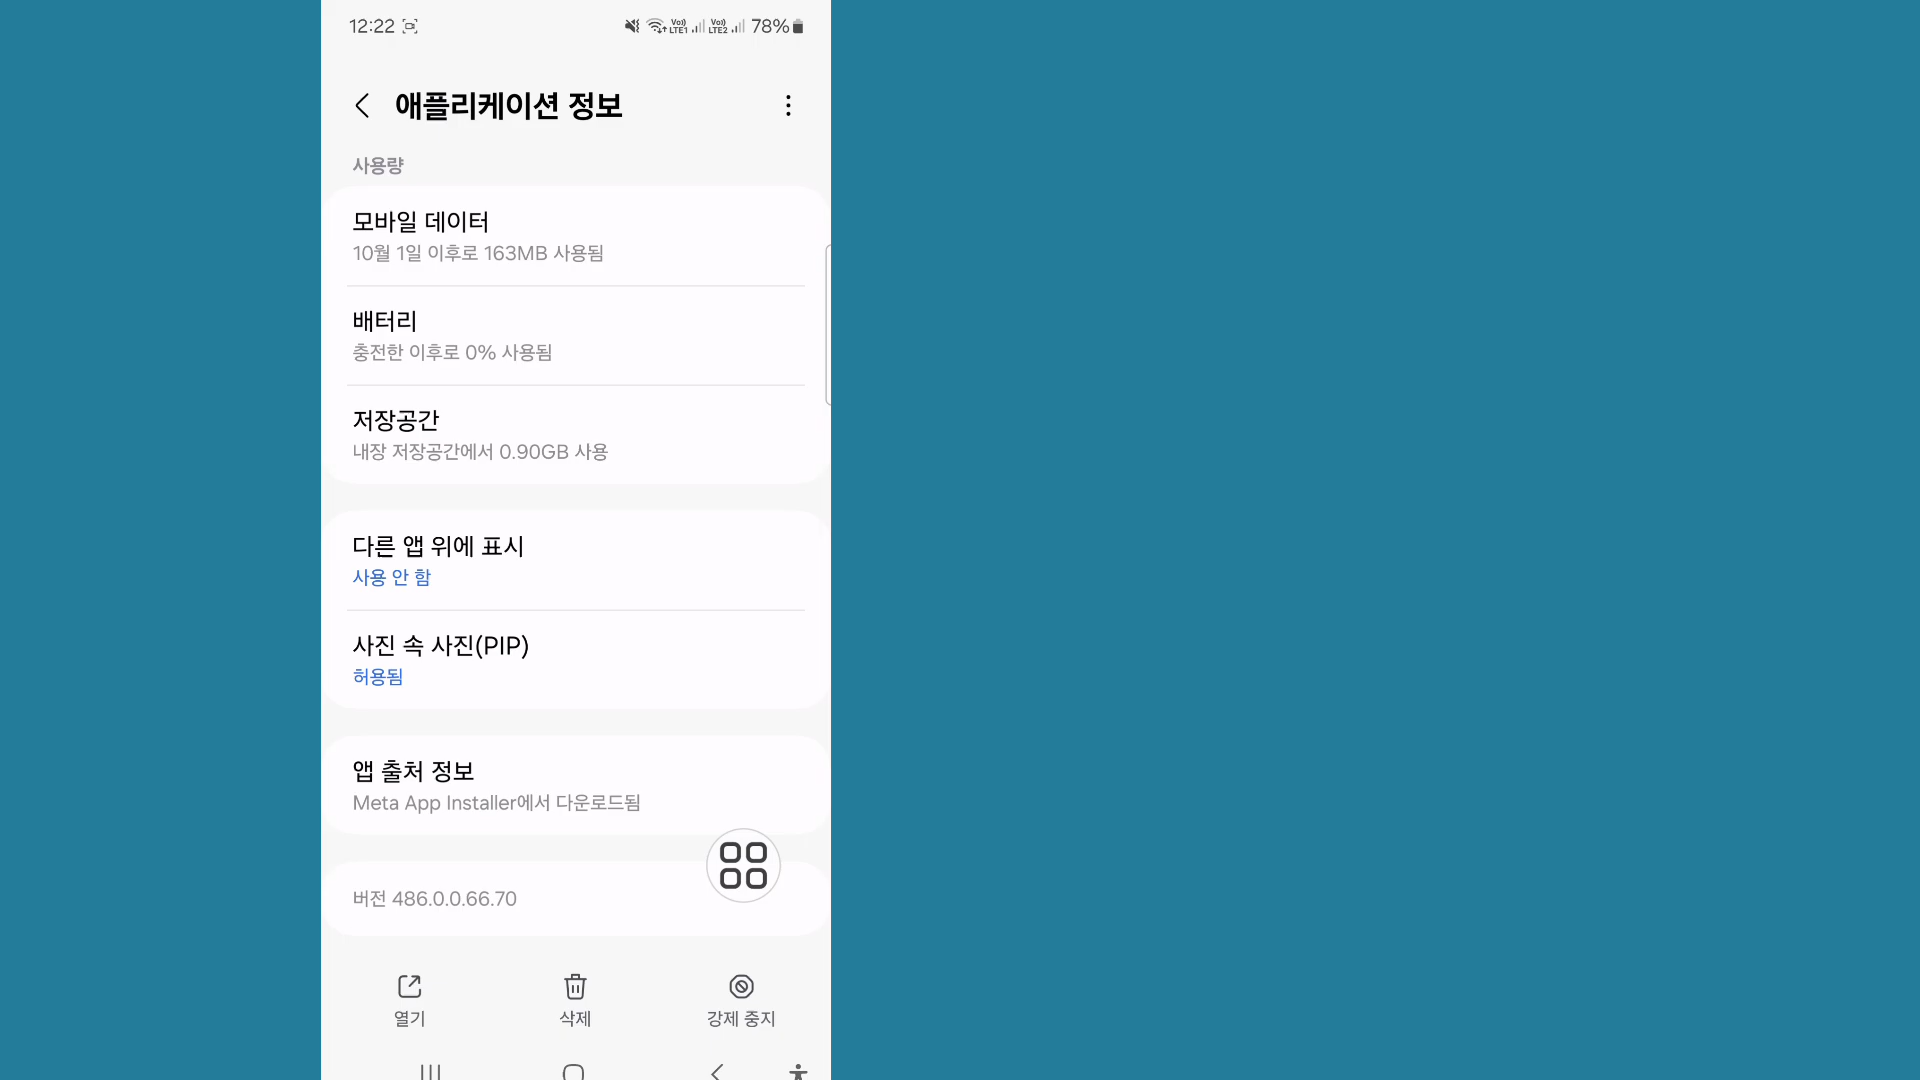 12:22 Vo)) LTE1 Vo)) LTE2 78%
애플리케이션 정보
사용량
모바일 데이터
10월 1일 이후로 163MB 사용됨
배터리
충전한 이후로 0% 사용됨
저장공간
내장 저장공간에서 0.90GB 사용
다른 앱 위에 표시
사용 안 함
사진 속 사진(PIP)
허용됨
앱 출처 정보
Meta App Installer에서 다운로드됨
버전 486.0.0.66.70
열기 삭제 강제 중지